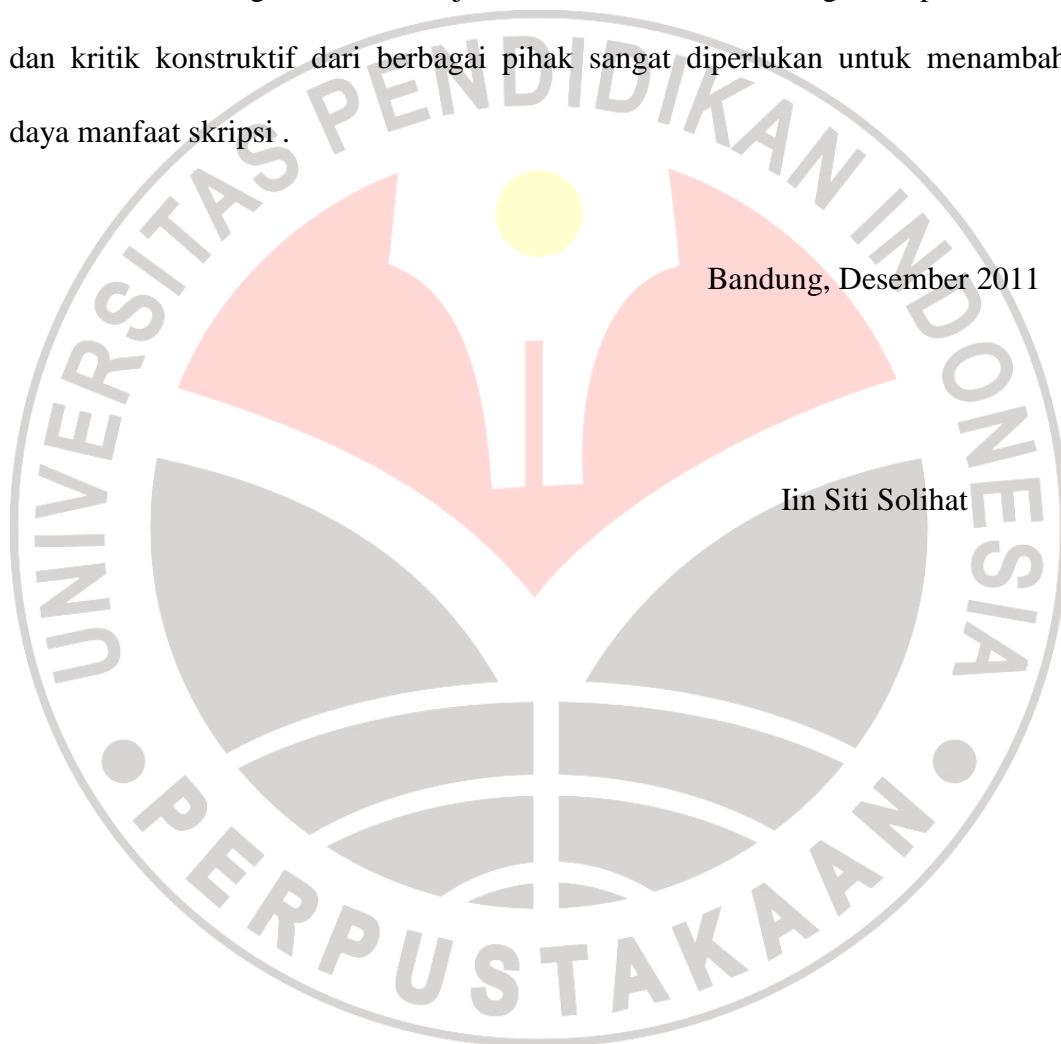 dan kritik konstruktif dari berbagai pihak sangat diperlukan untuk menambah
daya manfaat skripsi .
Bandung, Desember 2011
Iin Siti Solihat
UNIVERSITAS PENDIDIKAN INDONESIA
PERPUSTAKAAN